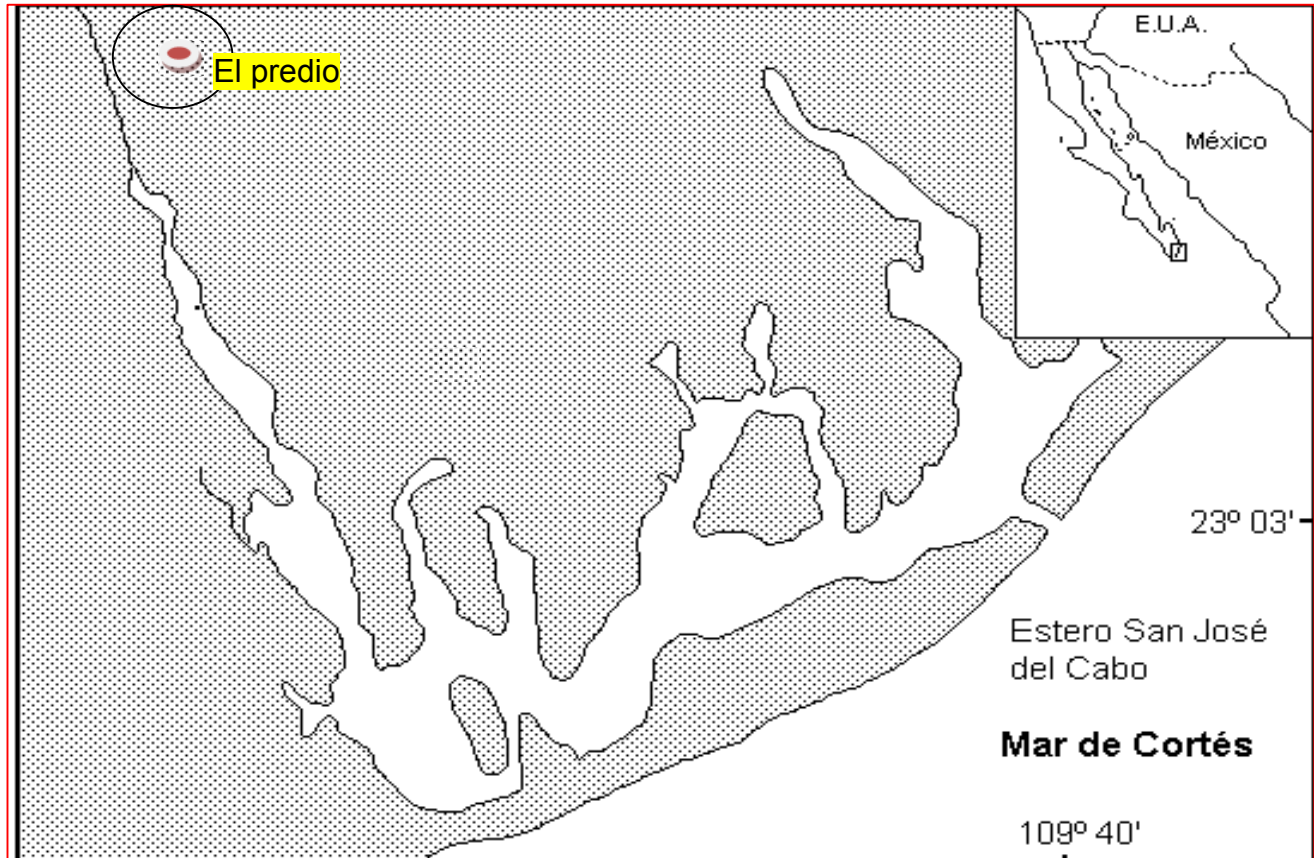 El predio
E.U.A.
México
23º 03'
Estero San José
del Cabo
Mar de Cortés
109º 40'